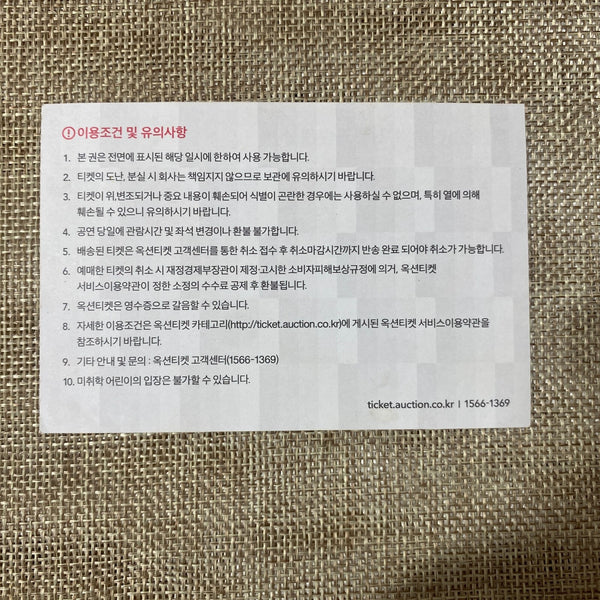 이용조건 및 유의사항
1. 본 권은 전면에 표시된 해당 일시에 한하여 사용 가능합니다.
2. 티켓의 도난, 분실 시 회사는 책임지지 않으므로 보관에 유의하시기 바랍니다.
3. 티켓이 위,변조되거나 중요 내용이 훼손되어 식별이 곤란한 경우에는 사용하실 수 없으며, 특히 열에 의해
훼손될 수 있으니 유의하시기 바랍니다.
4. 공연 당일에 관람시간 및 좌석 변경이나 환불 불가합니다.
5. 배송된 티켓은 옥션티켓 고객센터를 통한 취소 접수 후 취소마감시간까지 반송 완료 되어야 취소가 가능합니다.
6. 예매한 티켓의 취소 시 재정경제부장관이 제정·고시한 소비자피해보상규정에 의거, 옥션티켓
서비스이용약관이 정한 소정의 수수료 공제 후 환불됩니다.
7. 옥션티켓은 영수증으로 갈음할 수 있습니다.
8. 자세한 이용조건은 옥션티켓 카테고리(http://ticket.auction.co.kr)에 게시된 옥션티켓 서비스이용약관을
참조하시기 바랍니다.
9. 기타 안내 및 문의 : 옥션티켓 고객센터(1566-1369)
10. 미취학 어린이의 입장은 불가할 수 있습니다.
ticket.auction.co.kr | 1566-1369